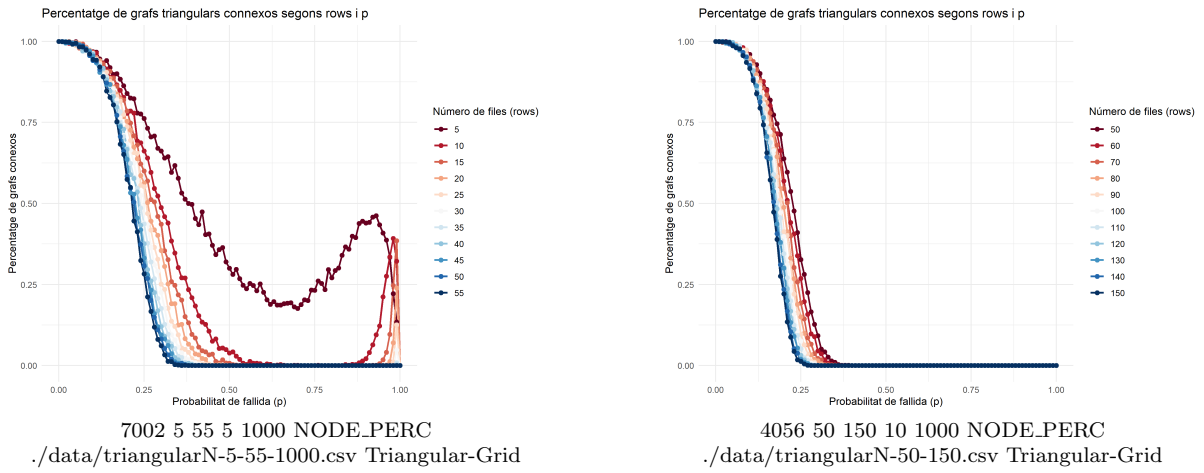 Percentatge de grafs triangulars connexos segons rows i p
Percentatge de grafs conexos
1.00
0.75
0.50
0.25
0.00
0.00 0.25 0.50 0.75 1.00
Probabilitat de fallida (p)
Número de files (rows)
5
10
15
20
25
30
35
40
45
50
55
7002 5 55 5 1000 NODE_PERC
./data/triangularN-5-55-1000.csv Triangular-Grid
Percentatge de grafs triangulars connexos segons rows i p
Percentatge de grafs conexos
1.00
0.75
0.50
0.25
0.00
0.00 0.25 0.50 0.75 1.00
Probabilitat de fallida (p)
Número de files (rows)
50
60
70
80
90
100
110
120
130
140
150
4056 50 150 10 1000 NODE_PERC
./data/triangularN-50-150.csv Triangular-Grid